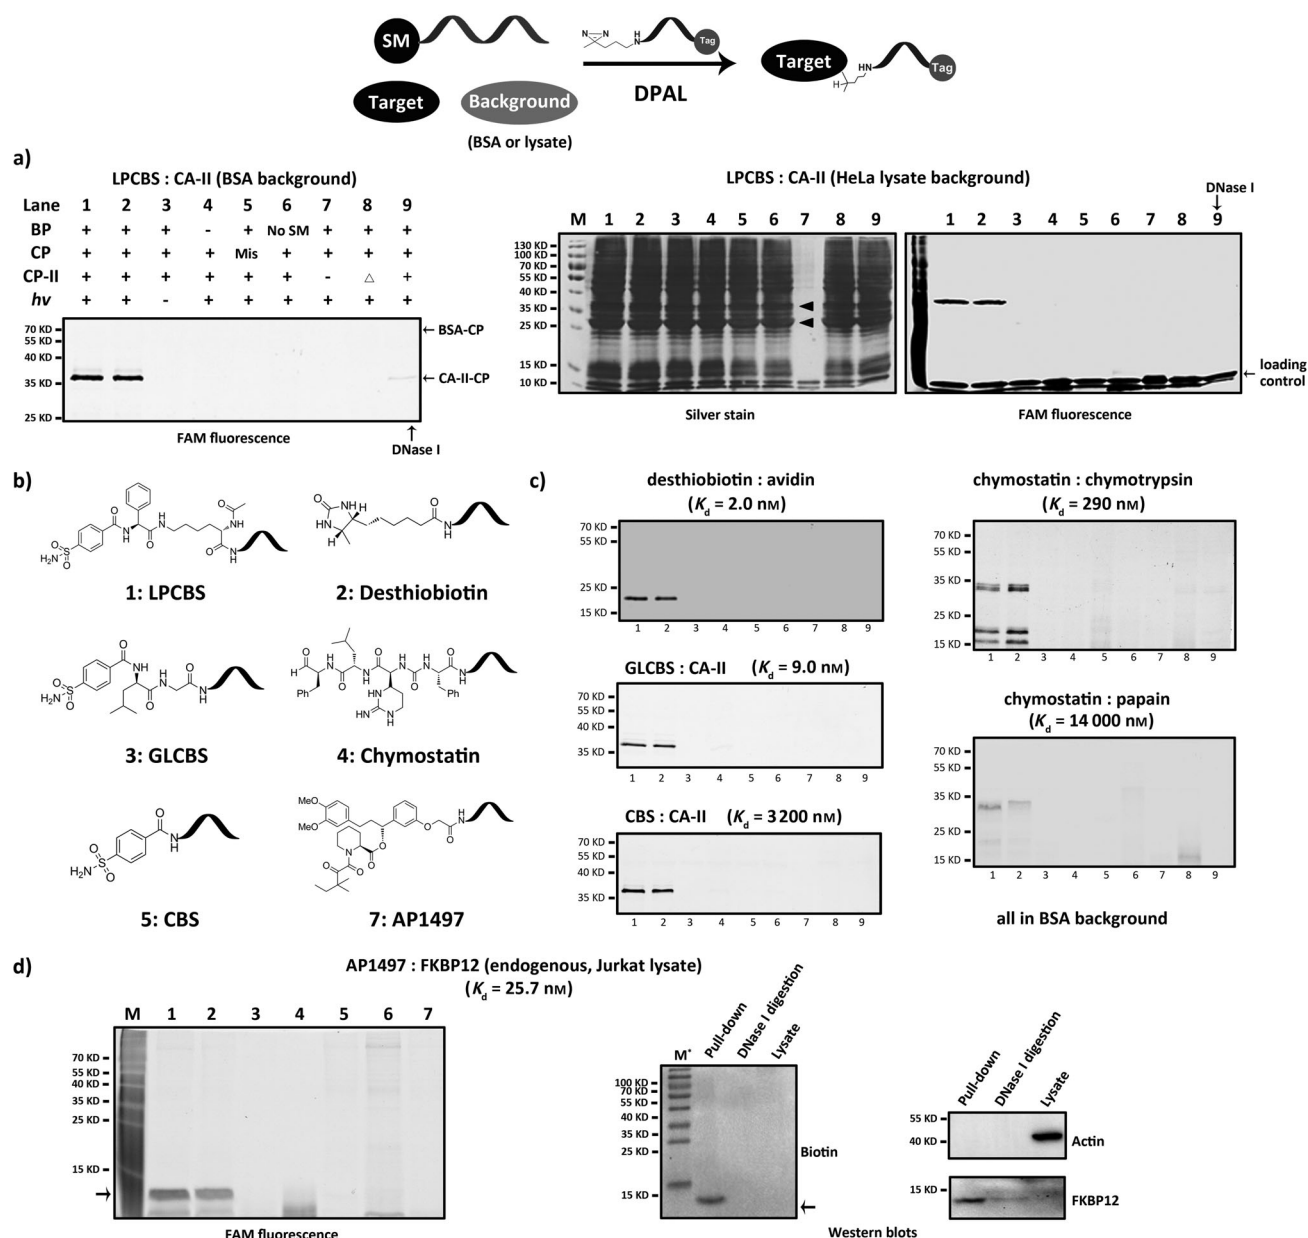 SM
Tag
Target
Background
(BSA or lysate)
DPAL
Target
HN
H
Tag
a)
LPCBS : CA-II (BSA background)
Lane 1 2 3 4 5 6 7 8 9
BP + + + - + No SM + + +
CP + + + + Mis + + + +
CP-II + + + + + + - △ +
hν + + - + + + + + +
70 KD
55 KD
40 KD
35 KD
25 KD
← BSA-CP
← CA-II-CP
FAM fluorescence
↑
DNase I
LPCBS : CA-II (HeLa lysate background)
DNase I
↓
M 1 2 3 4 5 6 7 8 9
1 2 3 4 5 6 7 8 9
130 KD
100 KD
70 KD
55 KD
40 KD
35 KD
25 KD
15 KD
10 KD
← loading control
Silver stain
FAM fluorescence
b)
1: LPCBS
2: Desthiobiotin
3: GLCBS
4: Chymostatin
5: CBS
7: AP1497
c)
desthiobiotin : avidin
(Kd = 2.0 nM)
70 KD
55 KD
25 KD
15 KD
1 2 3 4 5 6 7 8 9
GLCBS : CA-II (Kd = 9.0 nM)
70 KD
55 KD
40 KD
35 KD
1 2 3 4 5 6 7 8 9
CBS : CA-II (Kd = 3 200 nM)
70 KD
55 KD
40 KD
35 KD
1 2 3 4 5 6 7 8 9
chymostatin : chymotrypsin
(Kd = 290 nM)
70 KD
55 KD
35 KD
25 KD
15 KD
1 2 3 4 5 6 7 8 9
chymostatin : papain
(Kd = 14 000 nM)
70 KD
55 KD
35 KD
25 KD
15 KD
1 2 3 4 5 6 7 8 9
all in BSA background
d)
AP1497 : FKBP12 (endogenous, Jurkat lysate)
(Kd = 25.7 nM)
M 1 2 3 4 5 6 7
70 KD
55 KD
40 KD
35 KD
25 KD
15 KD
FAM fluorescence
M* Pull-down DNase I digestion Lysate
100 KD
70 KD
55 KD
40 KD
35 KD
25 KD
15 KD
Biotin
Pull-down DNase I digestion Lysate
55 KD
40 KD
Actin
15 KD
FKBP12
Western blots